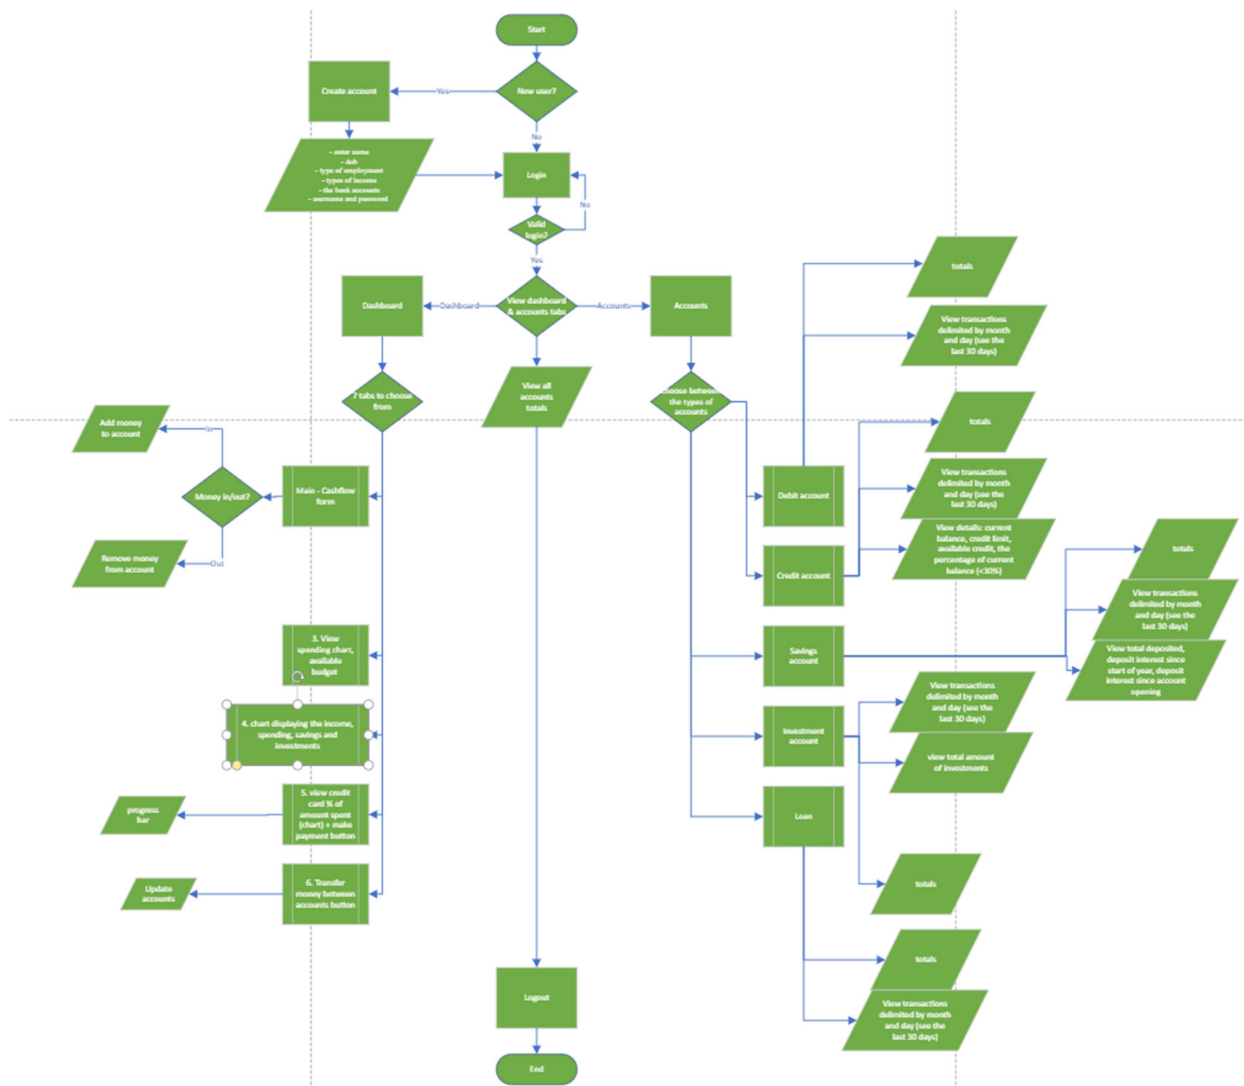 Start
New user?
Yes
Create account
No
- enter name
- dob
- type of employment
- types of income
- the bank accounts
- username and password
Login
No
Valid
login?
Yes
View dashboard
& accounts tabs
Dashboard
Dashboard
Accounts
Accounts
View all
accounts
totals
7 tabs to choose
from
Main - Cashflow
form
Money in/out?
In
Add money
to account
Out
Remove money
from account
3. View
spending chart,
available
budget
4. chart displaying the income,
spending, savings and
investments
5. view credit
card % of
amount spent
(chart) + make
payment button
progress
bar
6. Transfer
money between
accounts button
Update
accounts
choose between
the types of
accounts
Debit account
totals
View transactions
delimited by month
and day (see the
last 30 days)
Credit account
totals
View transactions
delimited by month
and day (see the
last 30 days)
View details: current
balance, credit limit,
available credit, the
percentage of current
balance (<30%)
Savings
account
totals
View transactions
delimited by month
and day (see the
last 30 days)
View total deposited,
deposit interest since
start of year, deposit
interest since account
opening
Investment
account
View transactions
delimited by month
and day (see the
last 30 days)
view total amount
of investments
totals
Loan
totals
View transactions
delimited by month
and day (see the
last 30 days)
Logout
End